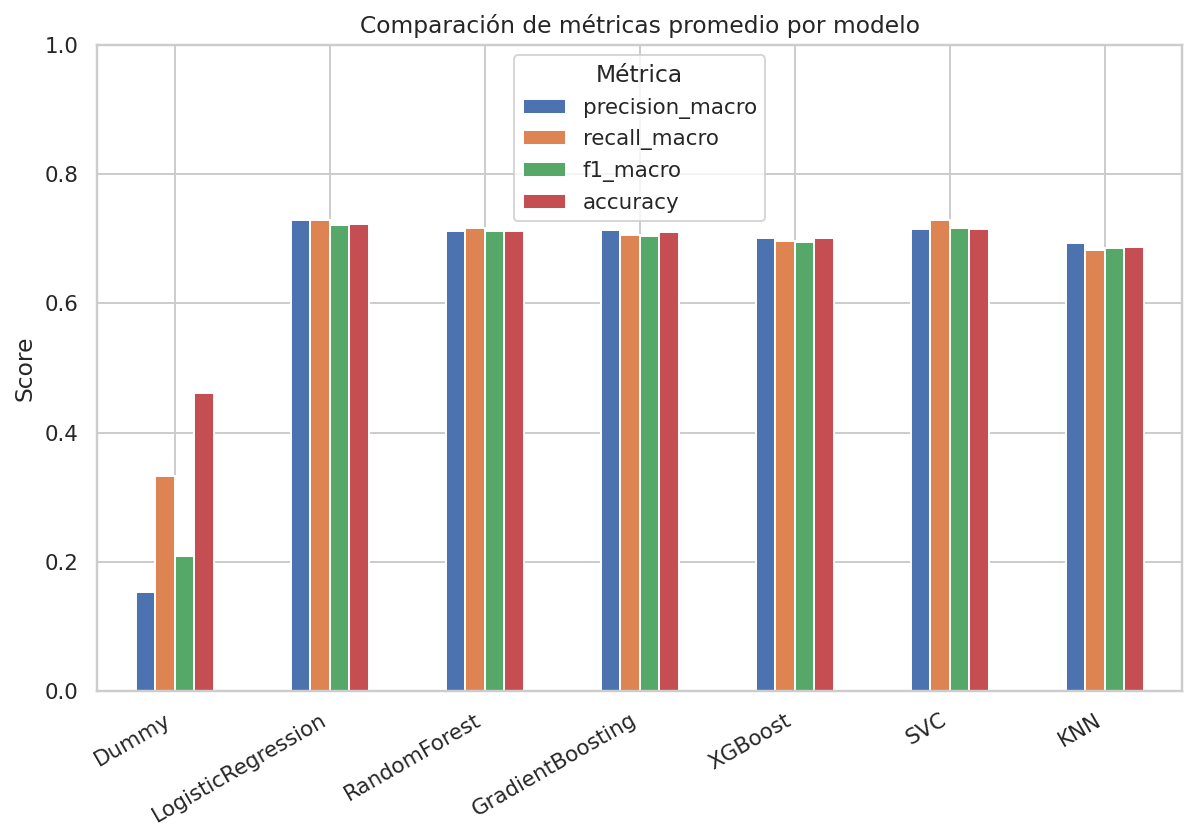 Comparación de métricas promedio por modelo
Métrica
precision_macro
recall_macro
f1_macro
accuracy
Score
1.0
0.8
0.6
0.4
0.2
0.0
Dummy
LogisticRegression
RandomForest
GradientBoosting
XGBoost
SVC
KNN